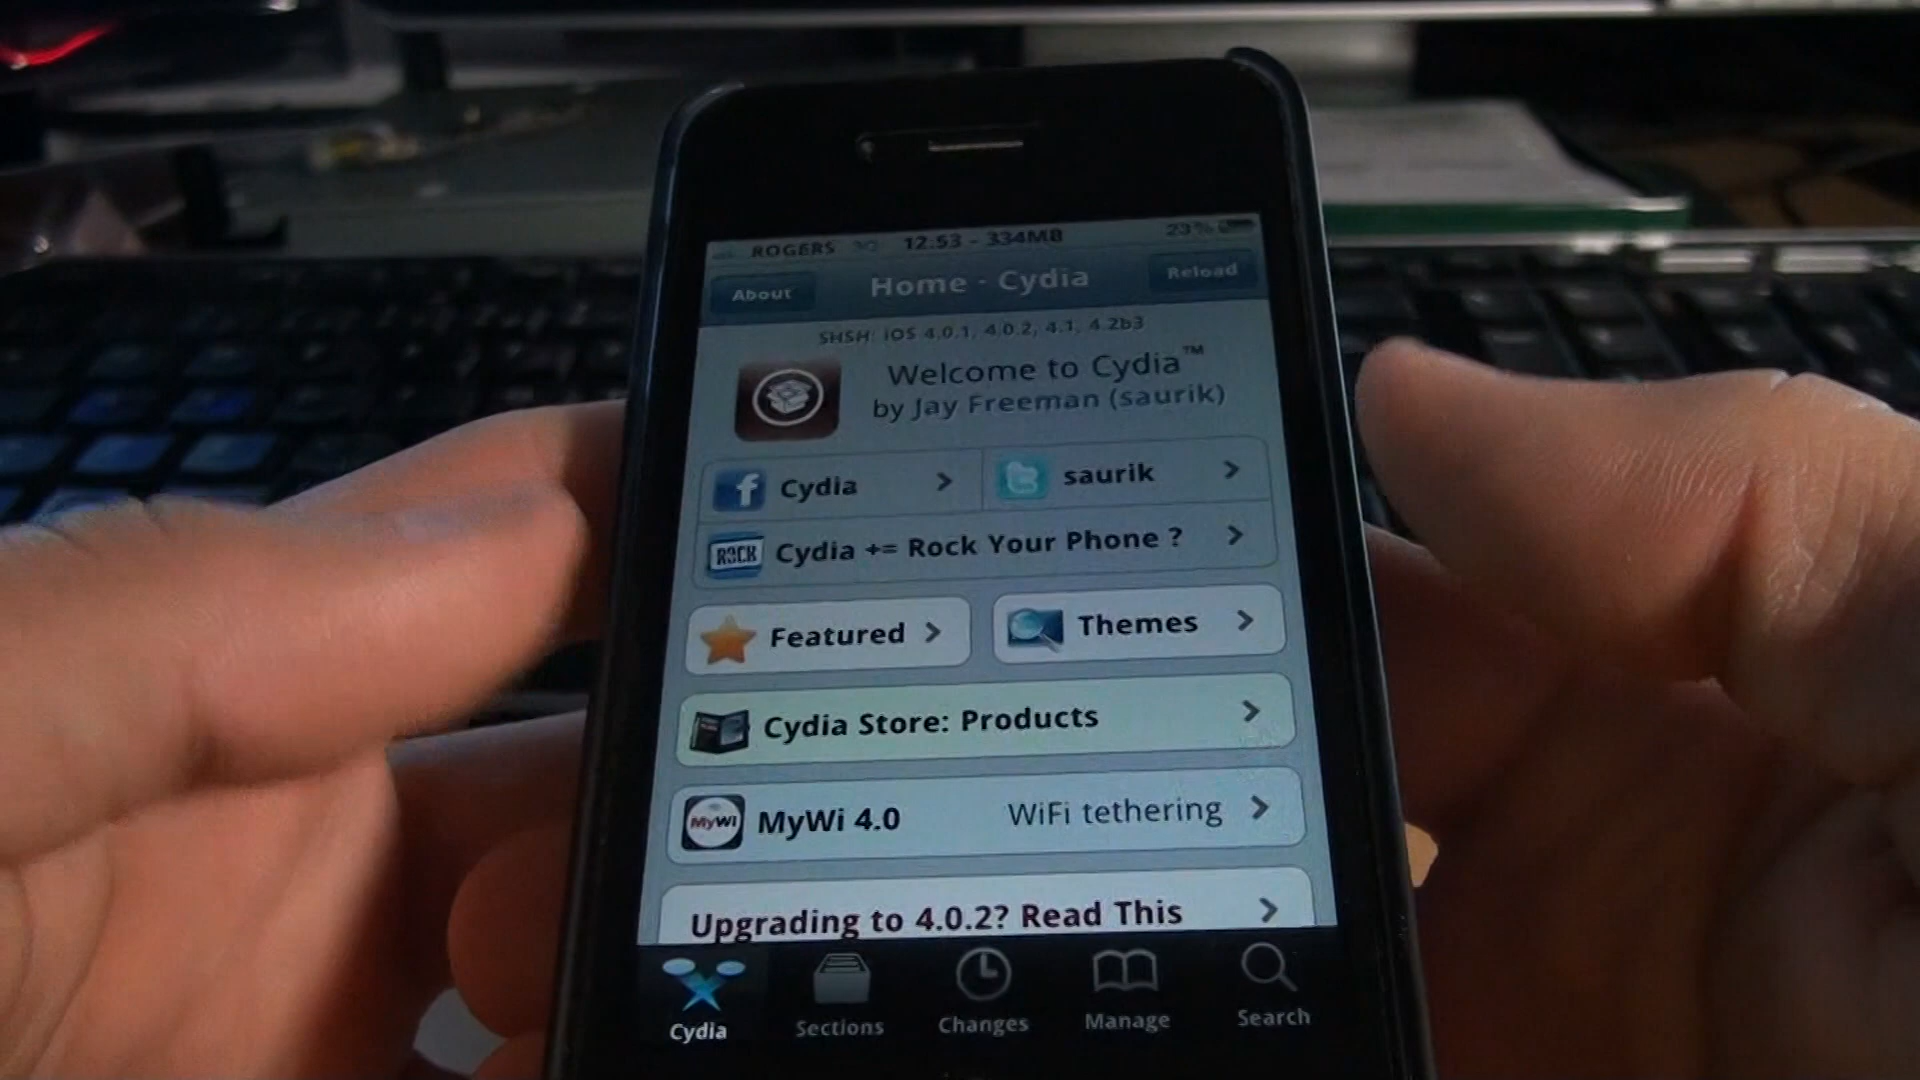 ROGERS 3G 12:53 - 334MB 23%
About Home - Cydia Reload
SHSH: iOS 4.0.1, 4.0.2, 4.1, 4.2b3
Welcome to Cydia™
by Jay Freeman (saurik)
f Cydia saurik
ROCK Cydia += Rock Your Phone ?
Featured Themes
Cydia Store: Products
MyWi MyWi 4.0 WiFi tethering
Upgrading to 4.0.2? Read This
Cydia Sections Changes Manage Search